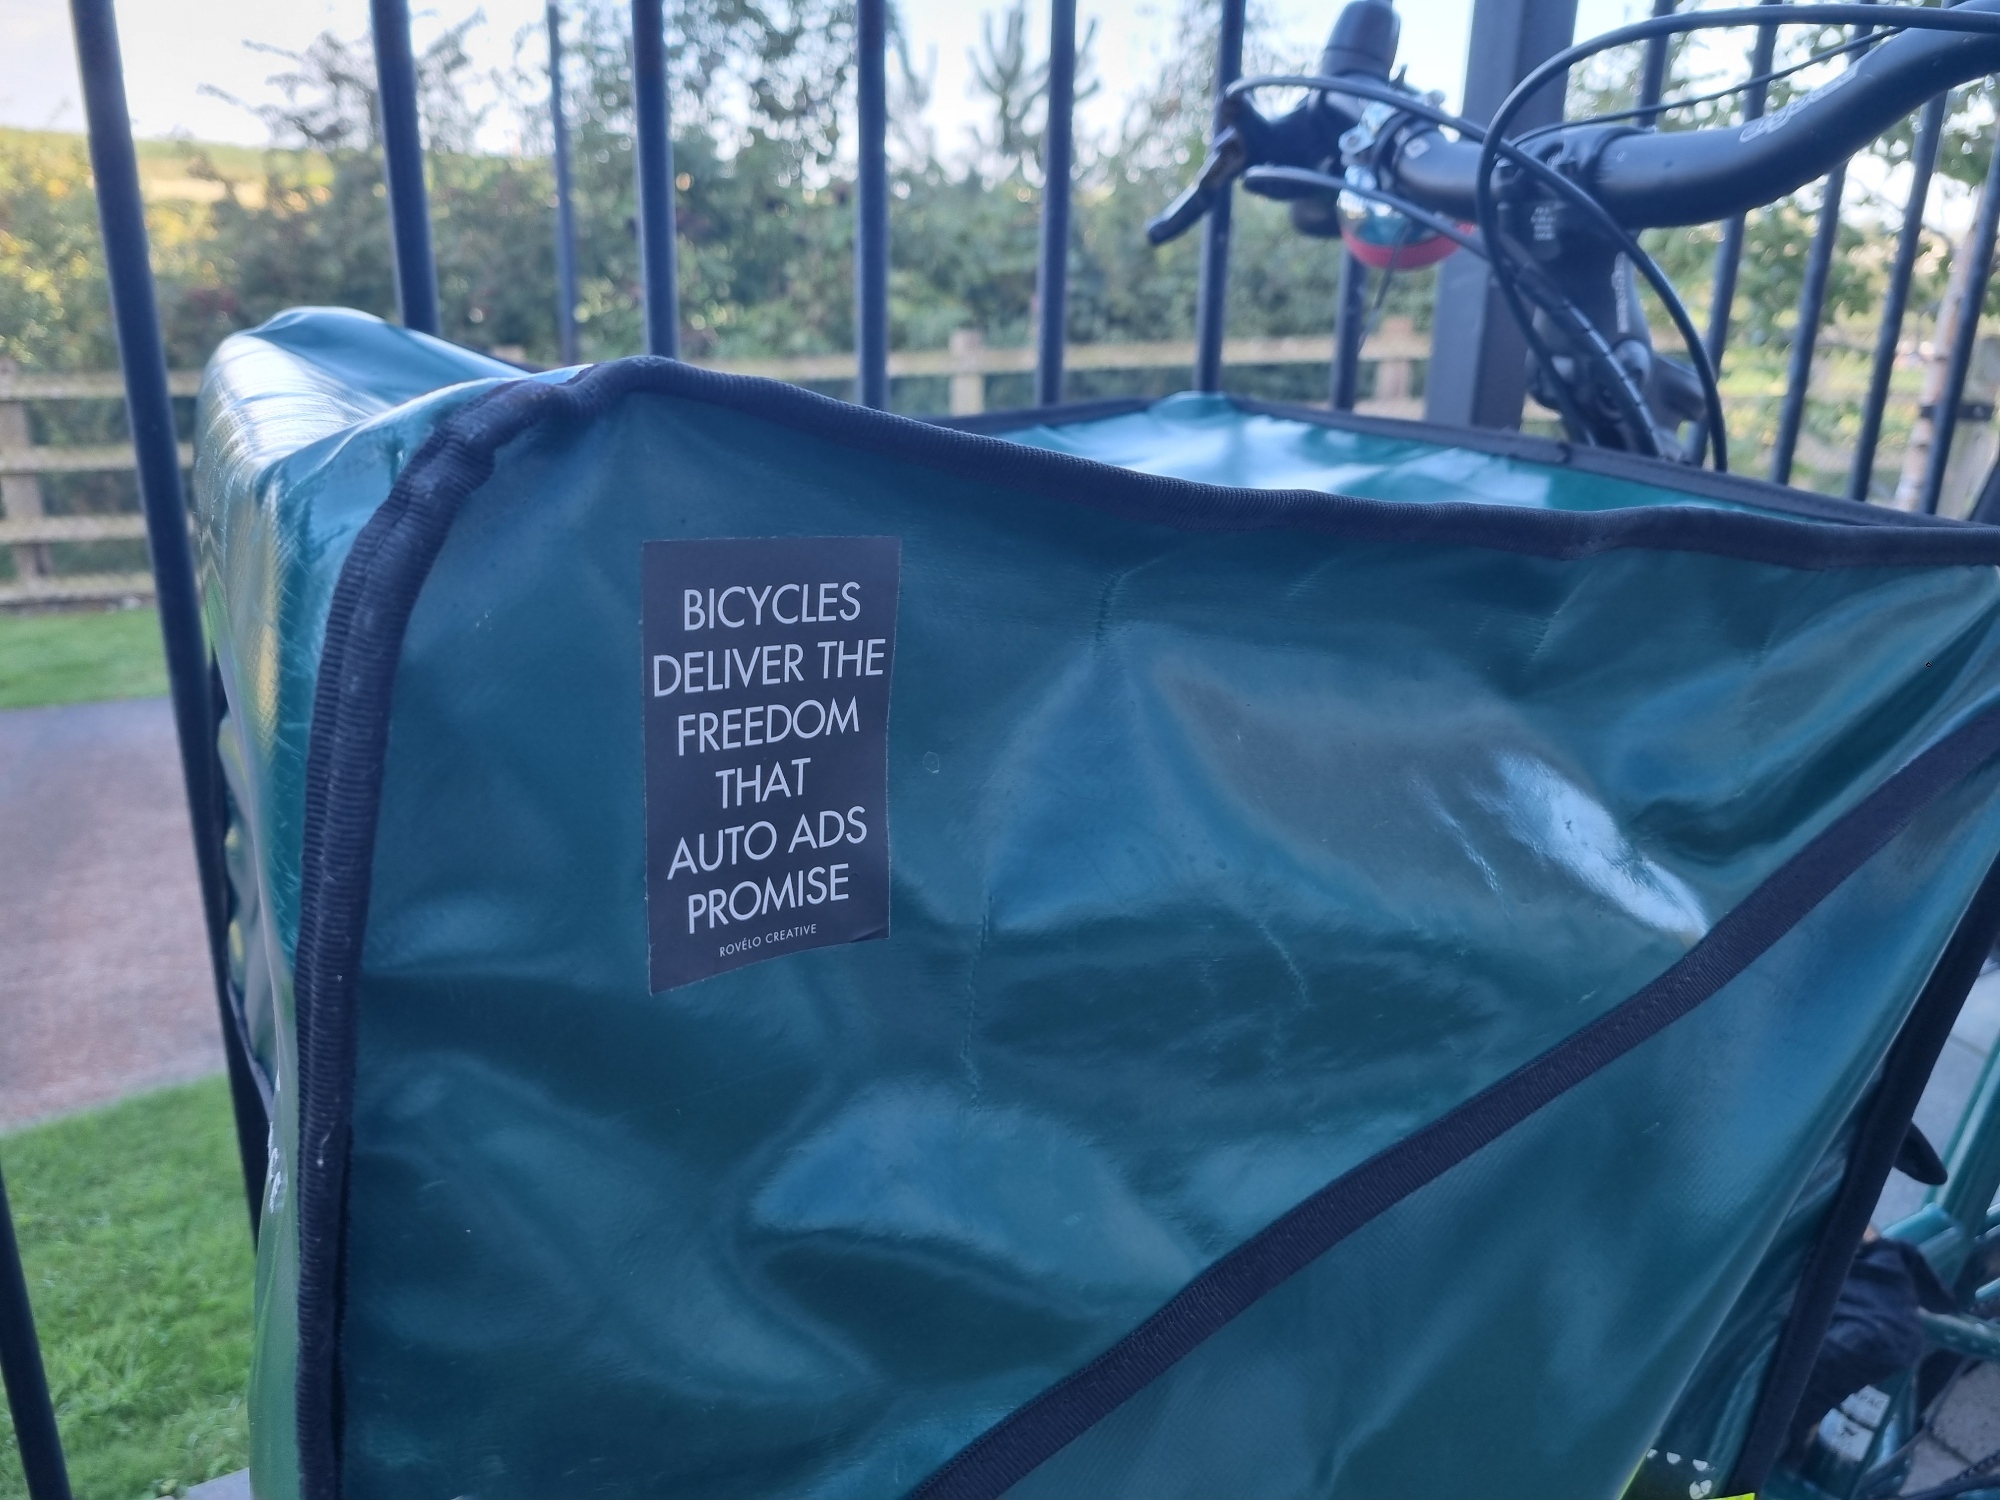 BICYCLES
DELIVER THE
FREEDOM
THAT
AUTO ADS
PROMISE
ROVÉLO CREATIVE